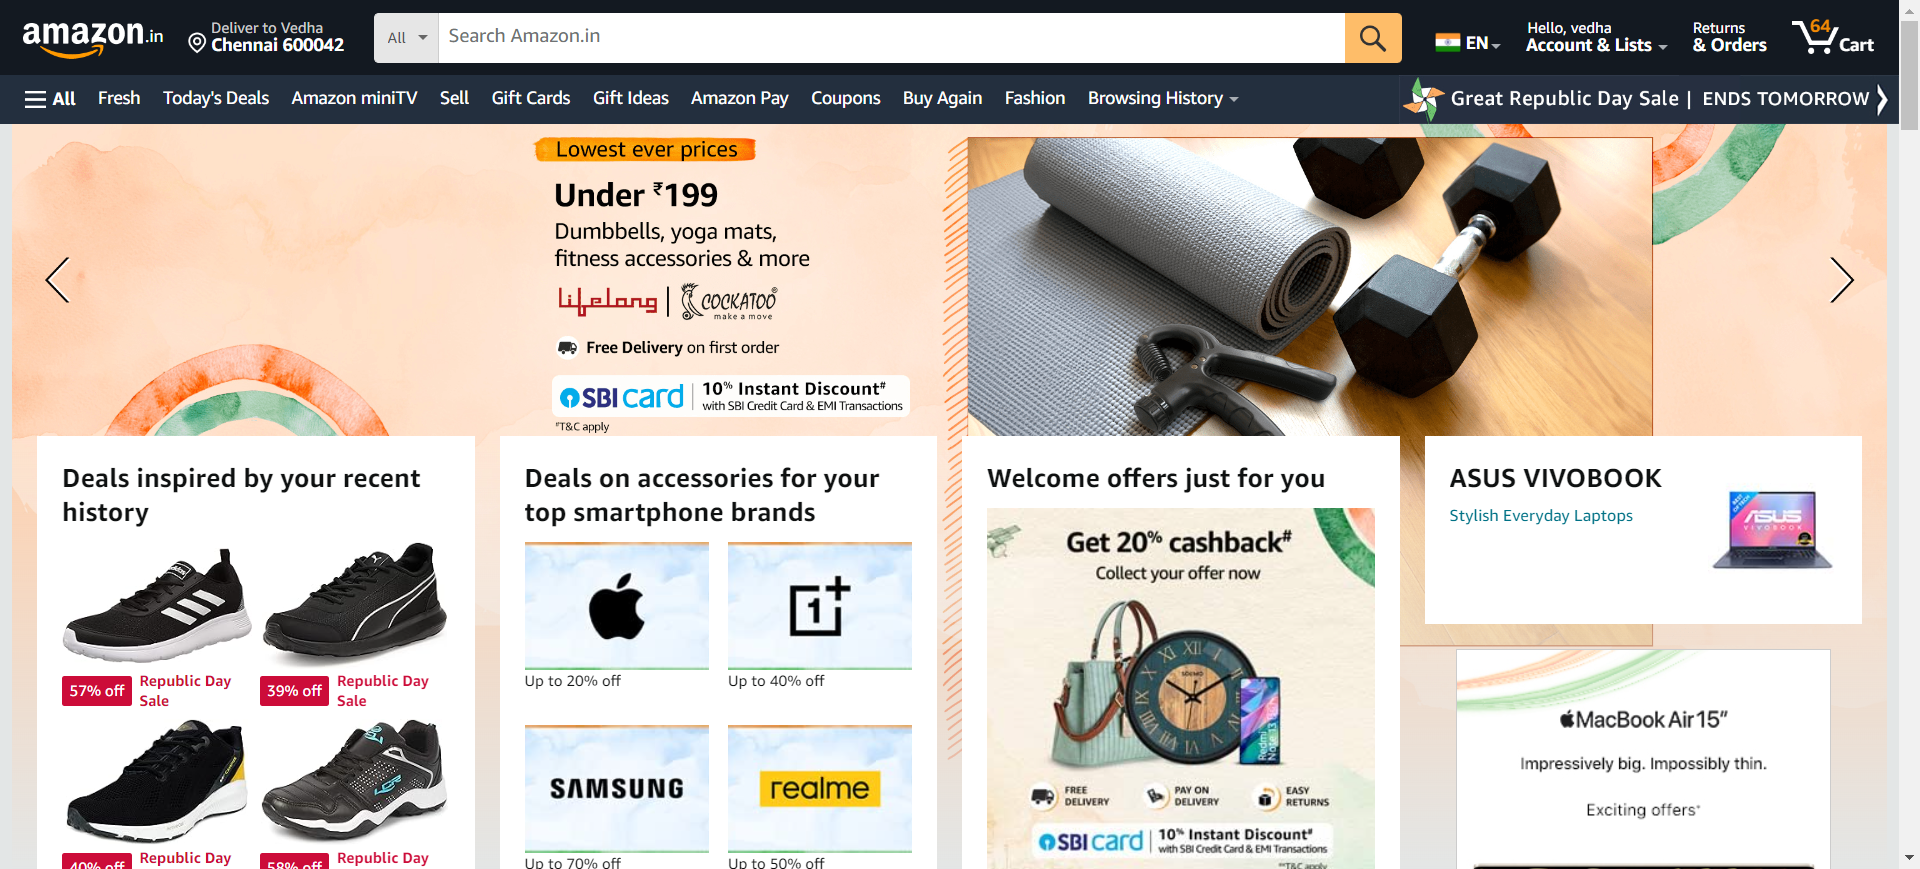 amazon.in
Deliver to Vedha
Chennai 600042
All
Search Amazon.in
EN
Hello, vedha
Account & Lists
Returns
& Orders
64
Cart
All
Fresh
Today's Deals
Amazon miniTV
Sell
Gift Cards
Gift Ideas
Amazon Pay
Coupons
Buy Again
Fashion
Browsing History
Great Republic Day Sale | ENDS TOMORROW
Lowest ever prices
Under ₹199
Dumbbells, yoga mats,
fitness accessories & more
lifelong | COCKATOO®
make a move
Free Delivery on first order
SBI card
10% Instant Discount#
with SBI Credit Card & EMI Transactions
#T&C apply
Deals inspired by your recent
history
57% off
Republic Day
Sale
39% off
Republic Day
Sale
40% off
Republic Day
58% off
Republic Day
Deals on accessories for your
top smartphone brands
Up to 20% off
1+
Up to 40% off
SAMSUNG
Up to 70% off
realme
Up to 50% off
Welcome offers just for you
Get 20% cashback#
Collect your offer now
XII
Redmi
Note 13
FREE
DELIVERY
PAY ON
DELIVERY
EASY
RETURNS
SBI card
10% Instant Discount#
with SBI Credit Card & EMI Transactions
T&C apply
ASUS VIVOBOOK
Stylish Everyday Laptops
ASUS
VIVOBOOK
MacBook Air 15”
Impressively big. Impossibly thin.
Exciting offers*